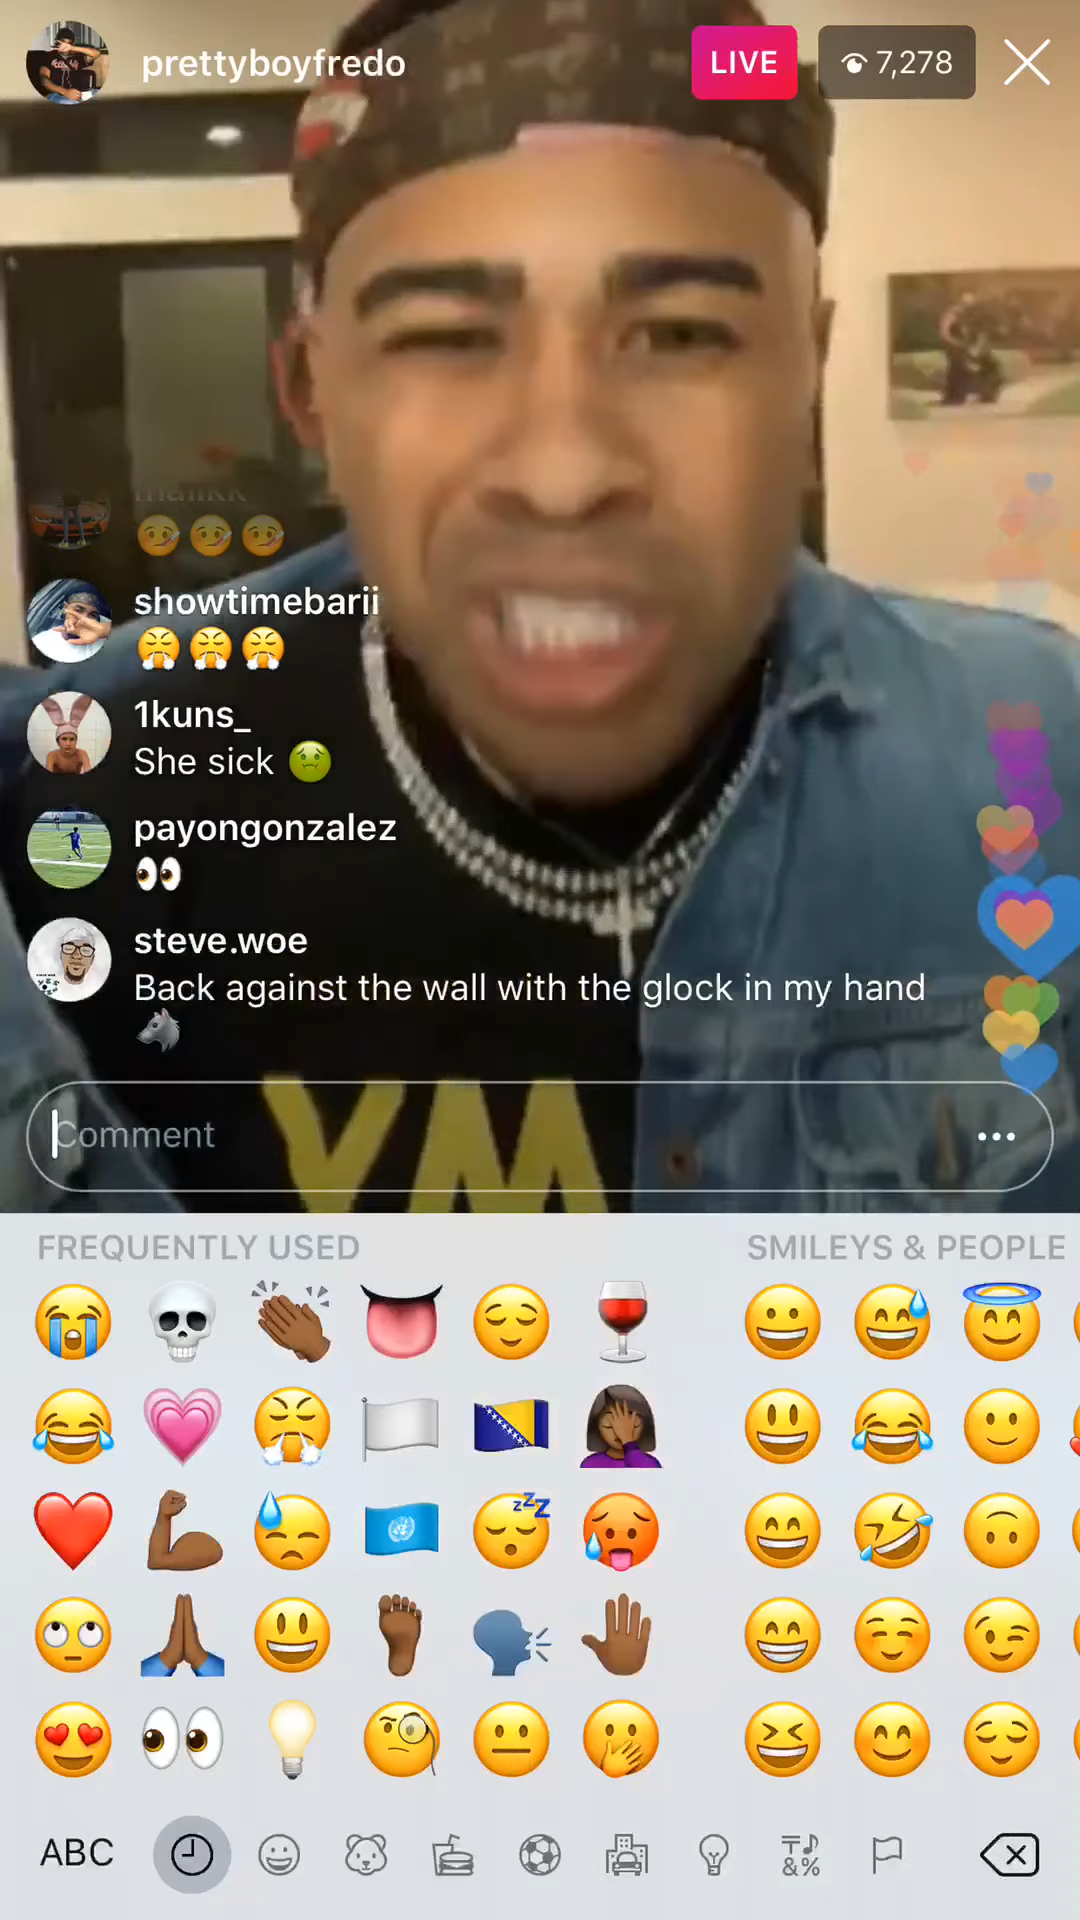 prettyboyfredo
LIVE
7,278
showtimebarii
1kuns_
She sick
payongonzalez
steve.woe
Back against the wall with the glock in my hand
Comment
YM
FREQUENTLY USED
SMILEYS & PEOPLE
ABC